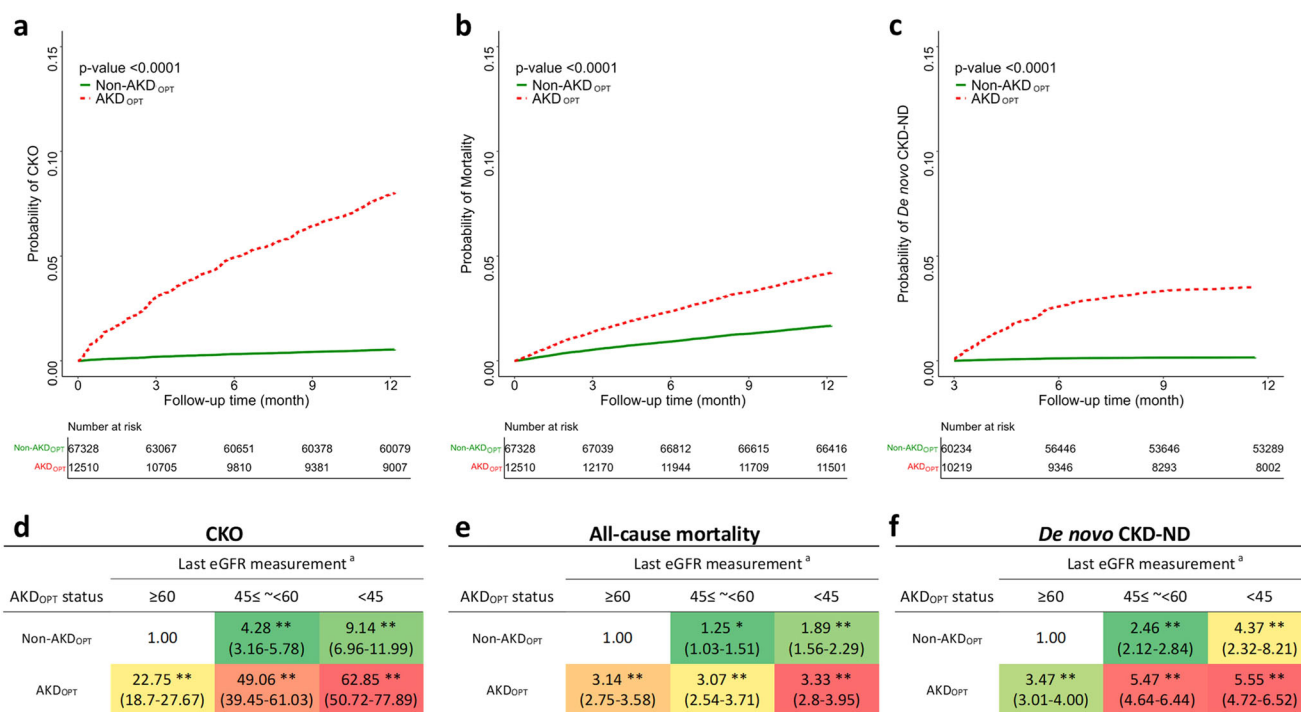 a
p-value <0.0001
Non-AKD OPT
AKD OPT
Probability of CKO
0.15
0.10
0.05
0.00
0 3 6 9 12
Follow-up time (month)
Number at risk
Non-AKDOPT 67328 63067 60651 60378 60079
AKDOPT 12510 10705 9810 9381 9007
b
p-value <0.0001
Non-AKD OPT
AKD OPT
Probability of Mortality
0.15
0.10
0.05
0.00
0 3 6 9 12
Follow-up time (month)
Number at risk
Non-AKDOPT 67328 67039 66812 66615 66416
AKDOPT 12510 12170 11944 11709 11501
c
p-value <0.0001
Non-AKD OPT
AKD OPT
Probability of De novo CKD-ND
0.15
0.10
0.05
0.00
3 6 9 12
Follow-up time (month)
Number at risk
Non-AKDOPT 60234 56446 53646 53289
AKDOPT 10219 9346 8293 8002
d CKO
Last eGFR measurement a
AKDOPT status ≥60 45≤ ~<60 <45
Non-AKDOPT 1.00 4.28 ** 9.14 **
(3.16-5.78) (6.96-11.99)
AKDOPT 22.75 ** 49.06 ** 62.85 **
(18.7-27.67) (39.45-61.03) (50.72-77.89)
e All-cause mortality
Last eGFR measurement a
AKDOPT status ≥60 45≤ ~<60 <45
Non-AKDOPT 1.00 1.25 * 1.89 **
(1.03-1.51) (1.56-2.29)
AKDOPT 3.14 ** 3.07 ** 3.33 **
(2.75-3.58) (2.54-3.71) (2.8-3.95)
f De novo CKD-ND
Last eGFR measurement a
AKDOPT status ≥60 45≤ ~<60 <45
Non-AKDOPT 1.00 2.46 ** 4.37 **
(2.12-2.84) (2.32-8.21)
AKDOPT 3.47 ** 5.47 ** 5.55 **
(3.01-4.00) (4.64-6.44) (4.72-6.52)